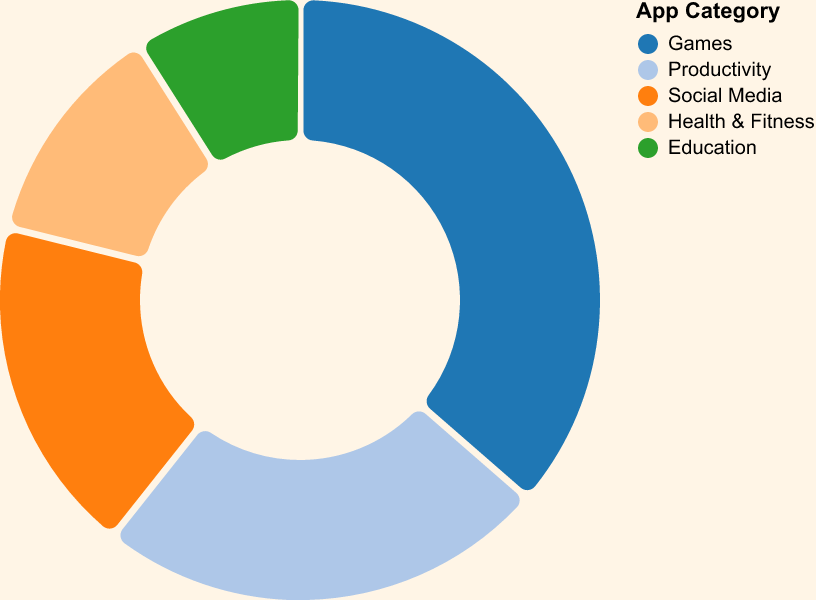 App Category
Games
Productivity
Social Media
Health & Fitness
Education